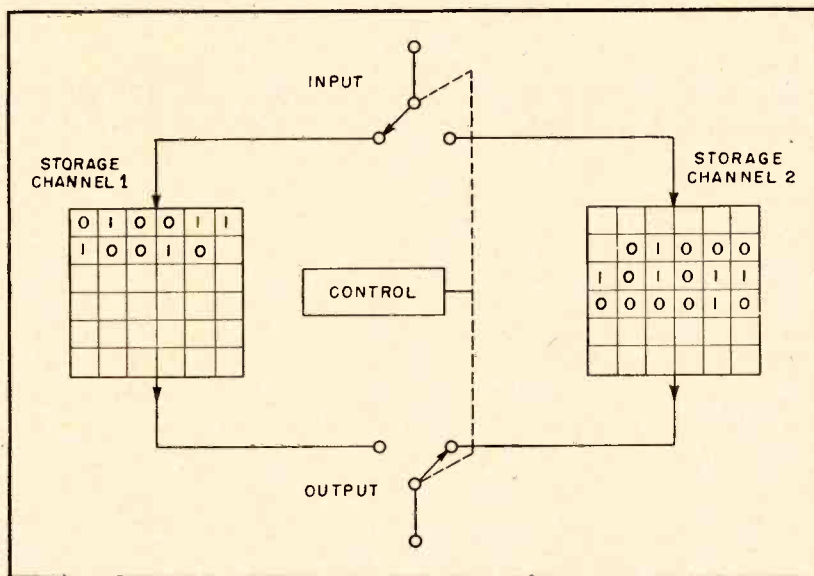 INPUT
STORAGE
CHANNEL 1
STORAGE
CHANNEL 2
0 1 0 0 1 1
1 0 0 1 0
0 1 0 0 0
1 0 1 0 1 1
0 0 0 0 1 0
CONTROL
OUTPUT